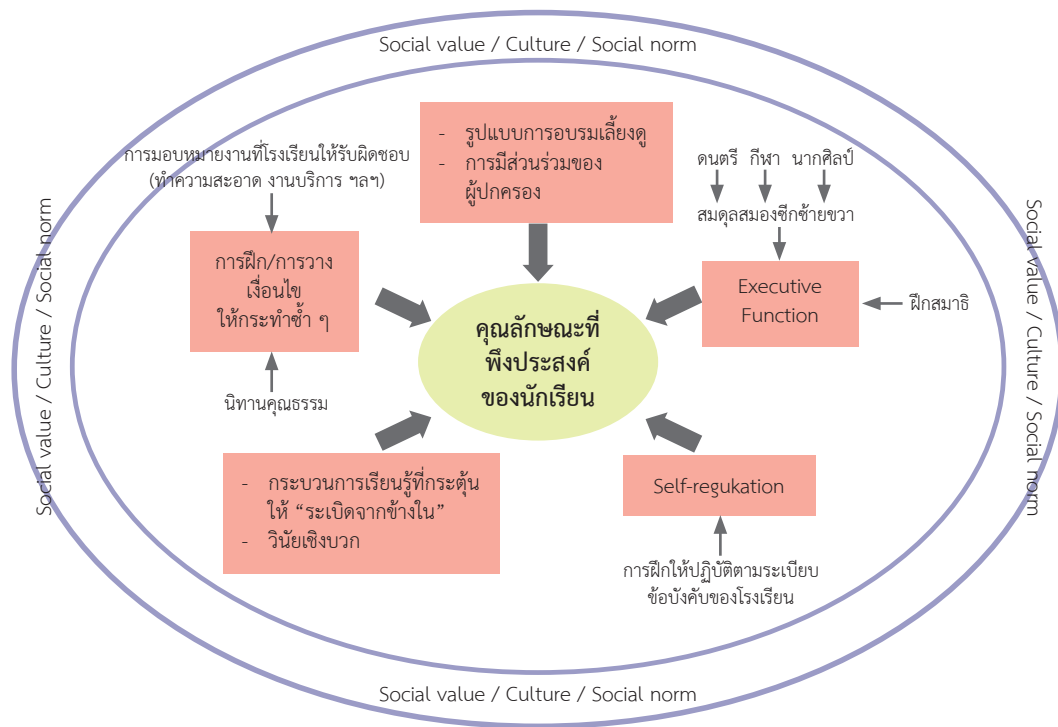 Social value / Culture / Social norm
- รูปแบบการอบรมเลี้ยงดู
- การมีส่วนร่วมของ
ผู้ปกครอง
การมอบหมายงานที่โรงเรียนให้รับผิดชอบ
(ทำความสะอาด งานบริการ ฯลฯ)
การฝึก/การวาง
เงื่อนไข
ให้กระทำซ้ำ ๆ
นิทานคุณธรรม
ดนตรี กีฬา นากศิลป์
สมดุลสมองซีกซ้ายขวา
Executive
Function
ฝึกสมาธิ
คุณลักษณะที่
พึงประสงค์
ของนักเรียน
- กระบวนการเรียนรู้ที่กระตุ้น
ให้ “ระเบิดจากข้างใน”
- วินัยเชิงบวก
Self-regukation
การฝึกให้ปฏิบัติตามระเบียบ
ข้อบังคับของโรงเรียน
Social value / Culture / Social norm
Social value / Culture / Social norm
Social value / Culture / Social norm